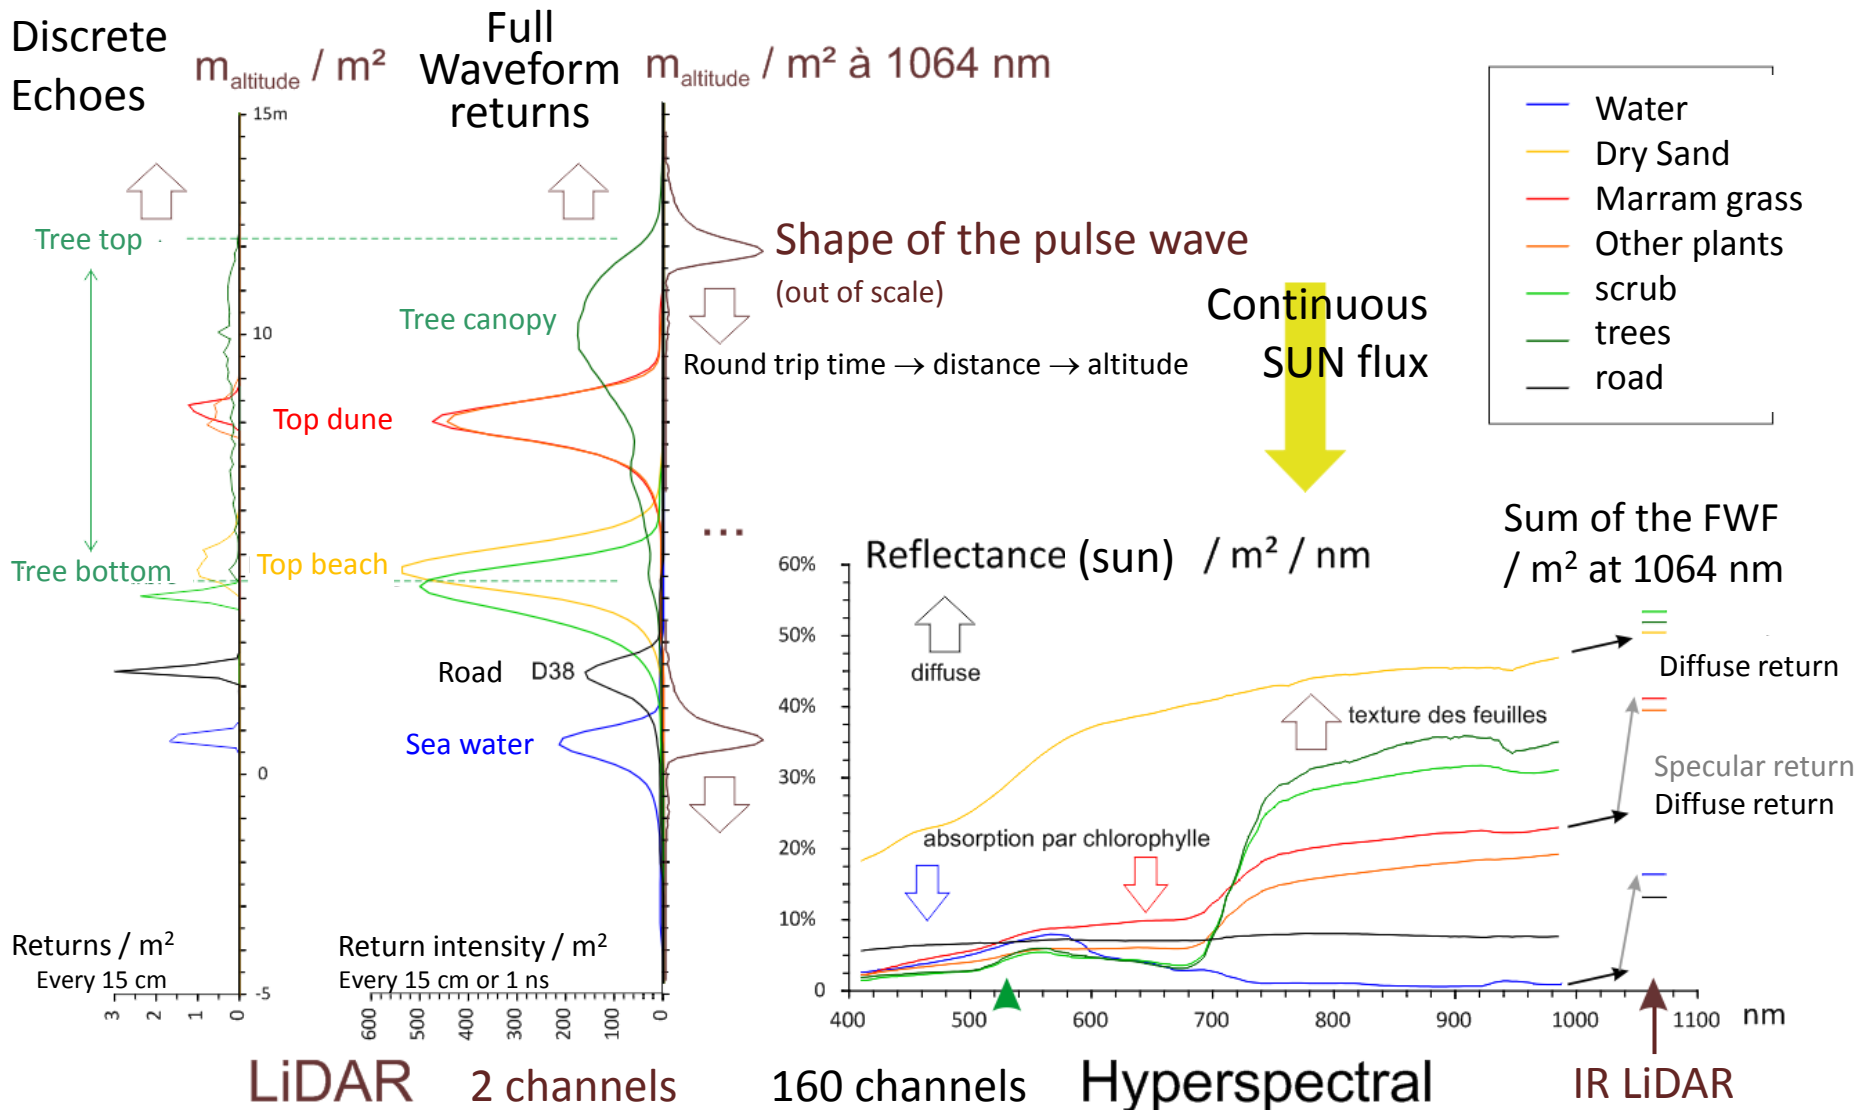 Discrete
Echoes
m altitude / m²
Full
Waveform
returns
m altitude / m² à 1064 nm
15m
10
0
-5
Tree top
Tree bottom
Tree canopy
Top dune
Top beach
Road D38
Sea water
Shape of the pulse wave
(out of scale)
Round trip time → distance → altitude
...
Continuous
SUN flux
Water
Dry Sand
Marram grass
Other plants
scrub
trees
road
Returns / m²
Every 15 cm
3 2 1 0
Return intensity / m²
Every 15 cm or 1 ns
600 500 400 300 200 100 0
Reflectance (sun) / m² / nm
60%
50%
40%
30%
20%
10%
0
diffuse
texture des feuilles
absorption par chlorophylle
400 500 600 700 800 900 1000 1100 nm
Sum of the FWF
/ m² at 1064 nm
Diffuse return
Specular return
Diffuse return
LiDAR 2 channels 160 channels Hyperspectral IR LiDAR